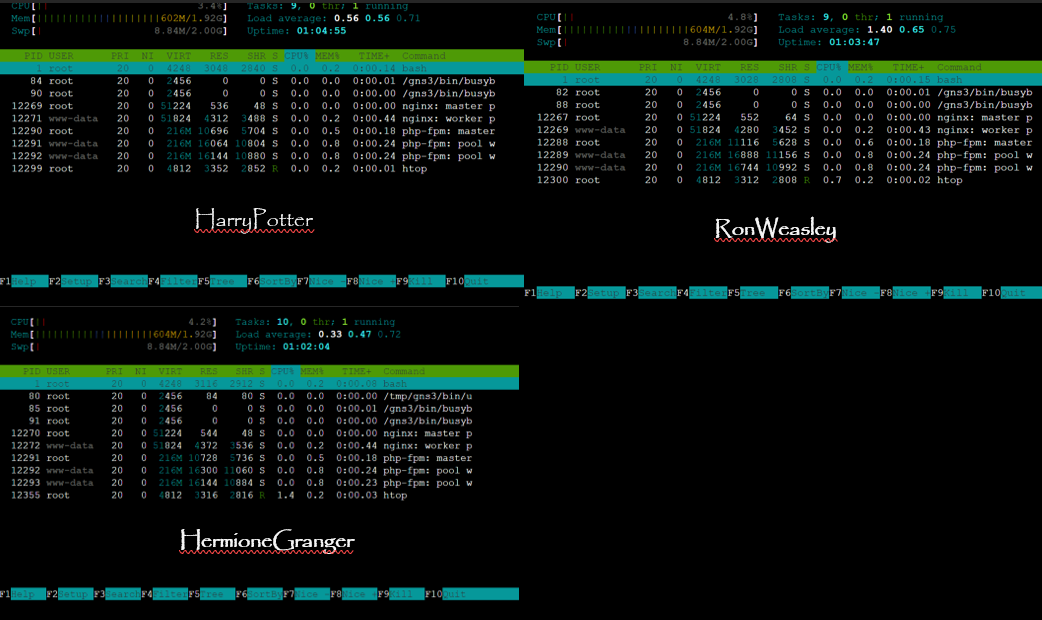 CPU[|| 3.4%] Tasks: 9, 0 thr; 1 running
Mem[||||||||||||||||||||602M/1.92G] Load average: 0.56 0.56 0.71
Swp[| 8.84M/2.00G] Uptime: 01:04:55
PID USER PRI NI VIRT RES SHR S CPU% MEM% TIME+ Command
1 root 20 0 4248 3048 2840 S 0.0 0.2 0:00.14 bash
84 root 20 0 2456 0 0 S 0.0 0.0 0:00.01 /gns3/bin/busyb
90 root 20 0 2456 0 0 S 0.0 0.0 0:00.00 /gns3/bin/busyb
12269 root 20 0 51224 536 48 S 0.0 0.0 0:00.00 nginx: master p
12271 www-data 20 0 51824 4312 3488 S 0.0 0.2 0:00.44 nginx: worker p
12290 root 20 0 216M 10696 5704 S 0.0 0.5 0:00.18 php-fpm: master
12291 www-data 20 0 216M 16064 10804 S 0.0 0.8 0:00.24 php-fpm: pool w
12292 www-data 20 0 216M 16144 10880 S 0.0 0.8 0:00.24 php-fpm: pool w
12299 root 20 0 4812 3352 2852 R 0.0 0.2 0:00.01 htop
HarryPotter
F1Help F2Setup F3SearchF4FilterF5Tree F6SortByF7Nice -F8Nice +F9Kill F10Quit
CPU[|| 4.8%] Tasks: 9, 0 thr; 1 running
Mem[||||||||||||||||||||604M/1.92G] Load average: 1.40 0.65 0.75
Swp[| 8.84M/2.00G] Uptime: 01:03:47
PID USER PRI NI VIRT RES SHR S CPU% MEM% TIME+ Command
1 root 20 0 4248 3028 2808 S 0.0 0.2 0:00.15 bash
82 root 20 0 2456 0 0 S 0.0 0.0 0:00.01 /gns3/bin/busyb
88 root 20 0 2456 0 0 S 0.0 0.0 0:00.00 /gns3/bin/busyb
12267 root 20 0 51224 552 64 S 0.0 0.0 0:00.00 nginx: master p
12269 www-data 20 0 51824 4280 3452 S 0.0 0.2 0:00.43 nginx: worker p
12288 root 20 0 216M 11116 5628 S 0.0 0.6 0:00.18 php-fpm: master
12289 www-data 20 0 216M 16888 11156 S 0.0 0.8 0:00.24 php-fpm: pool w
12290 www-data 20 0 216M 16744 10992 S 0.0 0.8 0:00.24 php-fpm: pool w
12300 root 20 0 4812 3312 2808 R 0.7 0.2 0:00.02 htop
RonWeasley
F1Help F2Setup F3SearchF4FilterF5Tree F6SortByF7Nice -F8Nice +F9Kill F10Quit
CPU[|| 4.2%] Tasks: 10, 0 thr; 1 running
Mem[||||||||||||||||||||604M/1.92G] Load average: 0.33 0.47 0.72
Swp[| 8.84M/2.00G] Uptime: 01:02:04
PID USER PRI NI VIRT RES SHR S CPU% MEM% TIME+ Command
1 root 20 0 4248 3116 2912 S 0.0 0.2 0:00.08 bash
80 root 20 0 2456 84 80 S 0.0 0.0 0:00.00 /tmp/gns3/bin/u
85 root 20 0 2456 0 0 S 0.0 0.0 0:00.01 /gns3/bin/busyb
91 root 20 0 2456 0 0 S 0.0 0.0 0:00.00 /gns3/bin/busyb
12270 root 20 0 51224 544 48 S 0.0 0.0 0:00.00 nginx: master p
12272 www-data 20 0 51824 4372 3536 S 0.0 0.2 0:00.44 nginx: worker p
12291 root 20 0 216M 10728 5736 S 0.0 0.5 0:00.18 php-fpm: master
12292 www-data 20 0 216M 16300 11060 S 0.0 0.8 0:00.24 php-fpm: pool w
12293 www-data 20 0 216M 16144 10884 S 0.0 0.8 0:00.23 php-fpm: pool w
12355 root 20 0 4812 3316 2816 R 1.4 0.2 0:00.03 htop
HermioneGranger
F1Help F2Setup F3SearchF4FilterF5Tree F6SortByF7Nice -F8Nice +F9Kill F10Quit